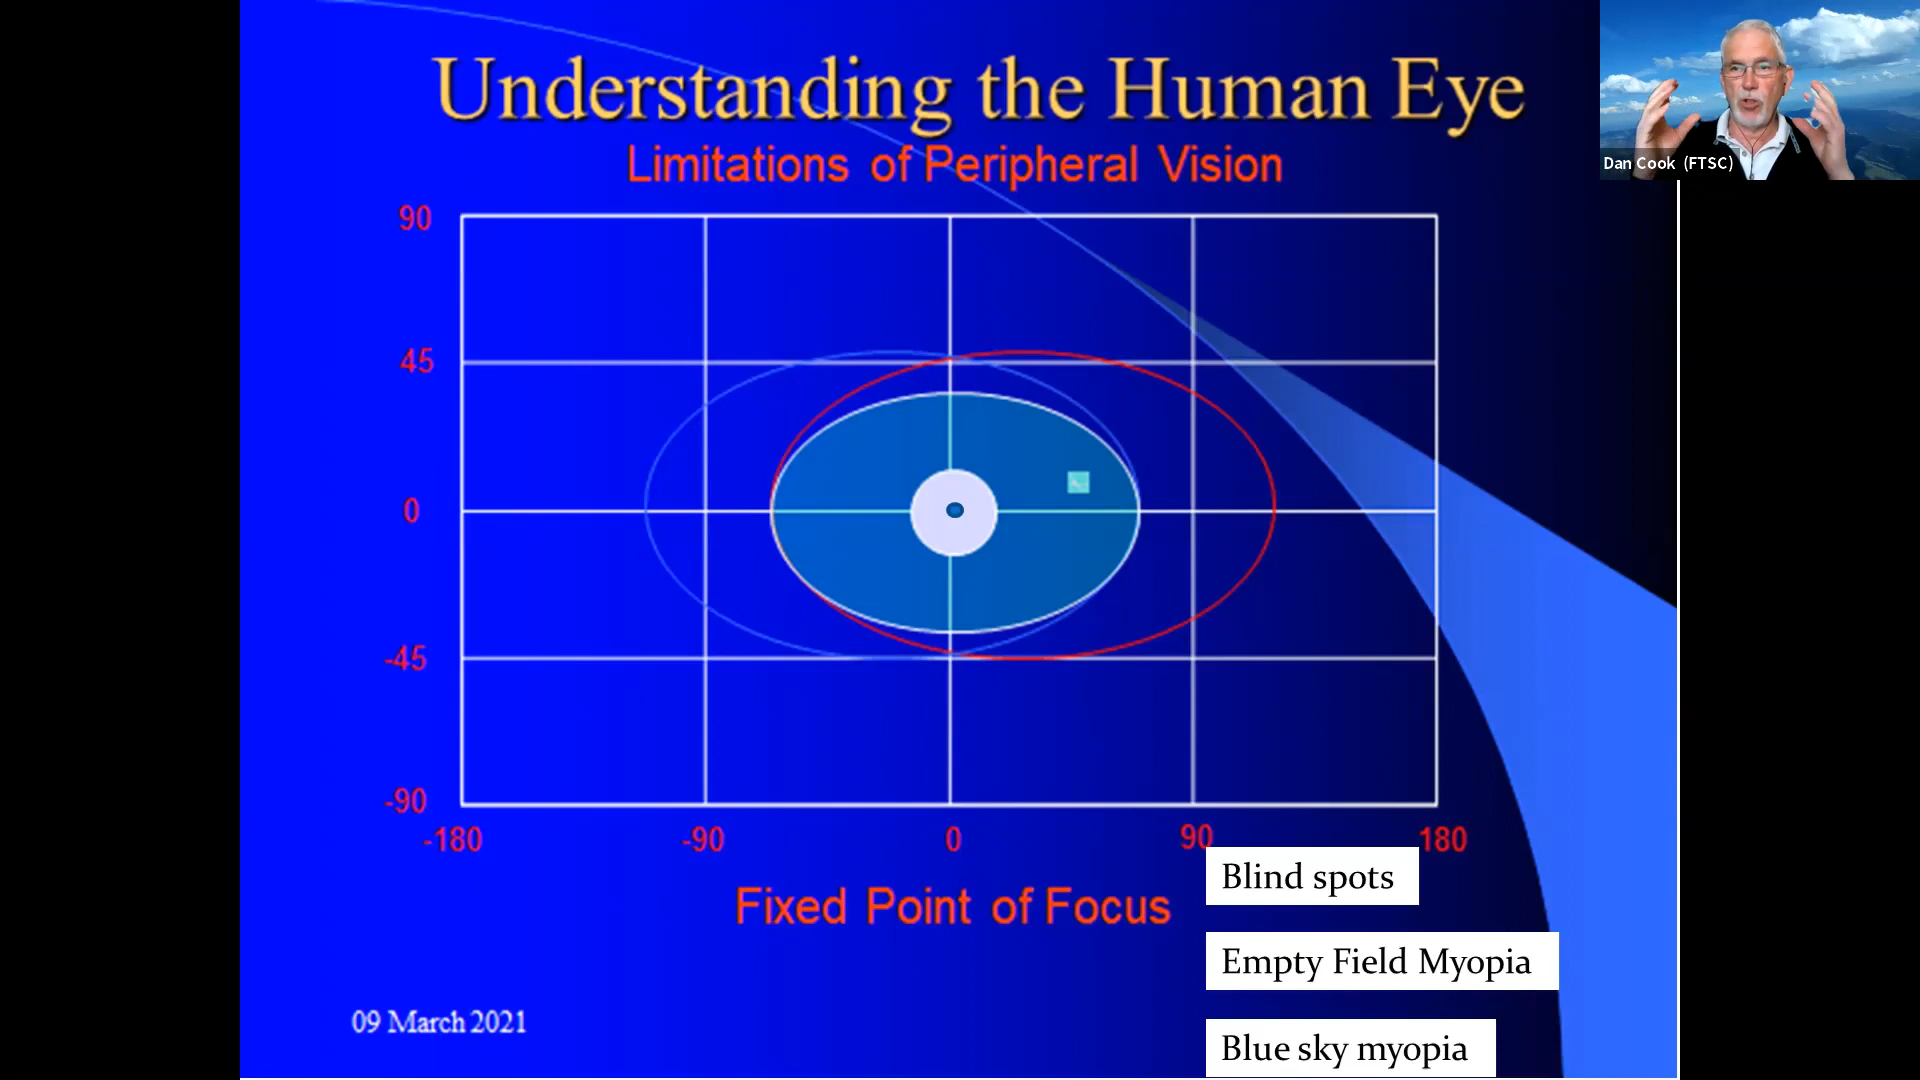 Understanding the Human Eye
Limitations of Peripheral Vision
Dan Cook (FTSC)
90
45
0
-45
-90
-180 -90 0 90 180
Fixed Point of Focus
Blind spots
Empty Field Myopia
09 March 2021
Blue sky myopia